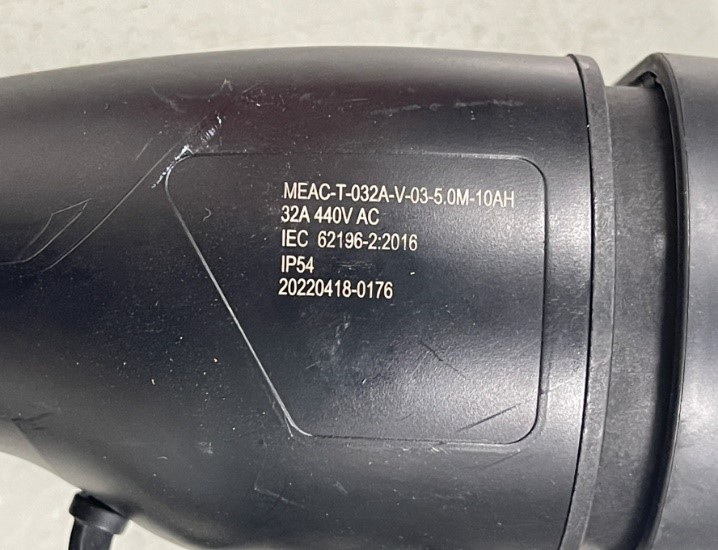 MEAC-T-032A-V-03-5.0M-10AH
32A 440V AC
IEC 62196-2:2016
IP54
20220418-0176